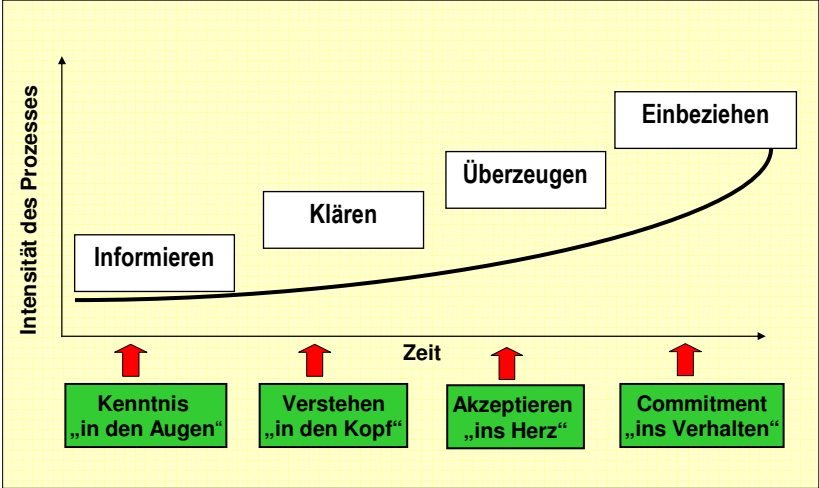 Intensität des Prozesses
Einbeziehen
Überzeugen
Klären
Informieren
Zeit
Kenntnis
„in den Augen“
Verstehen
„in den Kopf“
Akzeptieren
„ins Herz“
Commitment
„ins Verhalten“